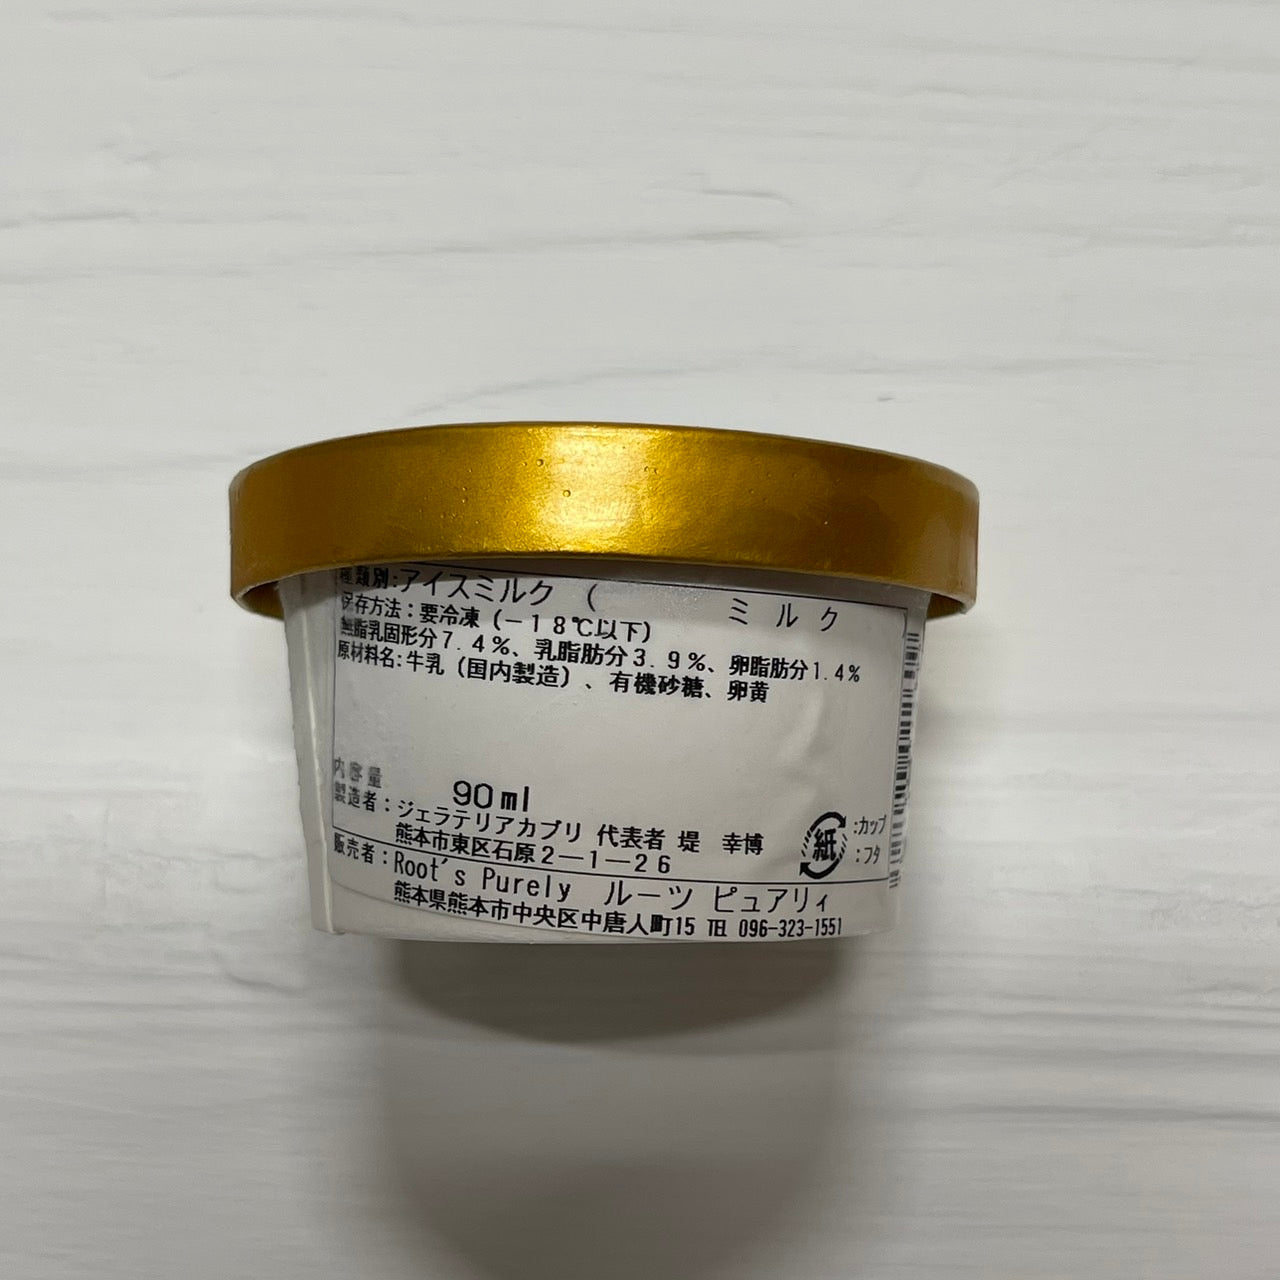 種類別:アイスミルク ( ミルク )
保存方法:要冷凍(-18℃以下)
無脂乳固形分7.4%、乳脂肪分3.9%、卵脂肪分1.4%
原材料名:牛乳(国内製造)、有機砂糖、卵黄
内容量 90ml
製造者:ジェラテリアカプリ 代表者 堤 幸博
熊本市東区石原2-1-26
紙 :カップ
:フタ
販売者:Root's Purely ルーツ ピュアリィ
熊本県熊本市中央区中唐人町15 ℡ 096-323-1551